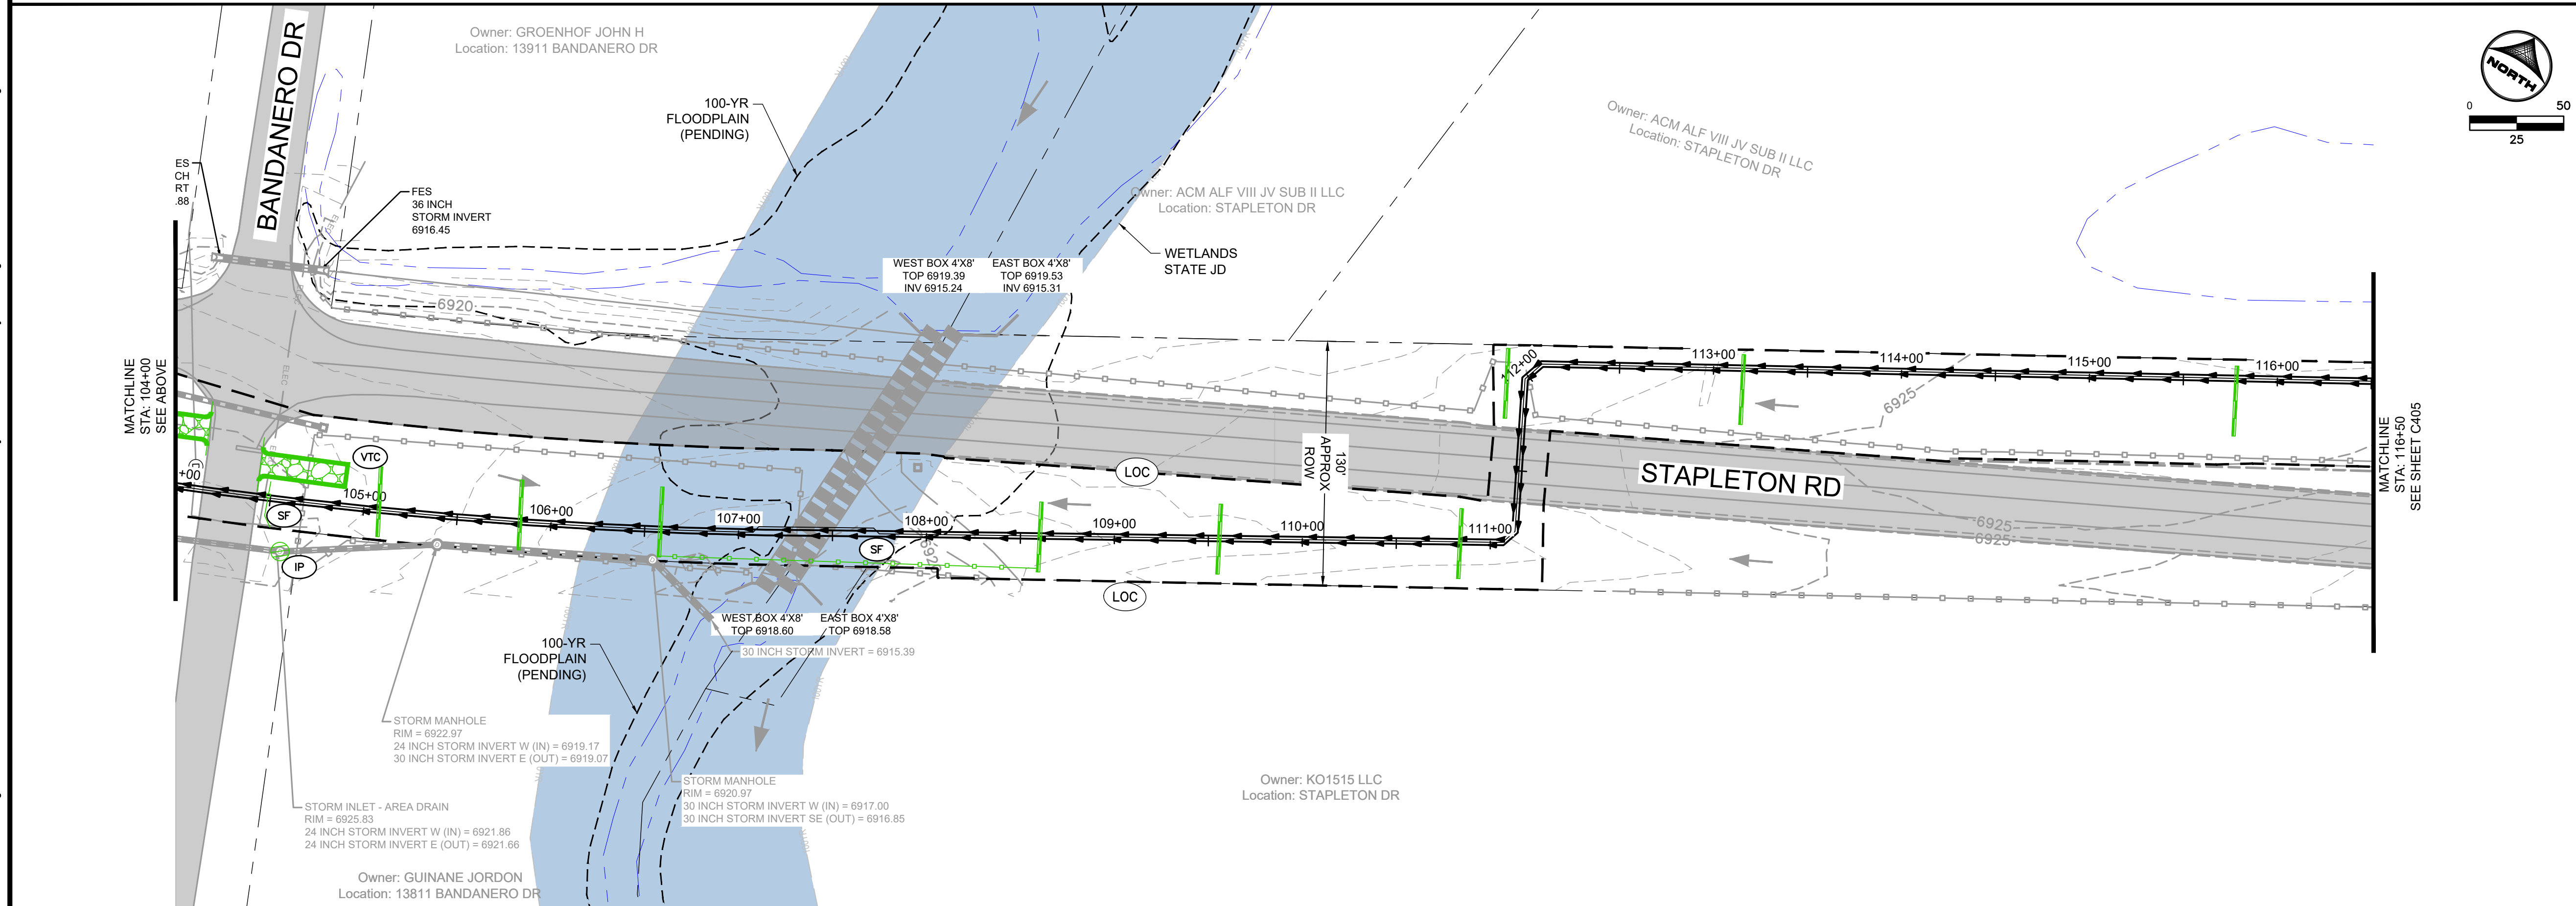 Owner: GROENHOF JOHN H
Location: 13911 BANDANERO DR
BANDANERO DR
NORTH
0
50
25
100-YR
FLOODPLAIN
(PENDING)
Owner: ACM ALF VIII JV SUB II LLC
Location: STAPLETON DR
Owner: ACM ALF VIII JV SUB II LLC
Location: STAPLETON DR
ES
CH
RT
.88
FES
36 INCH
STORM INVERT
6916.45
ELEC
WETLANDS
STATE JD
WEST BOX 4'X8'
TOP 6919.39
INV 6915.24
EAST BOX 4'X8'
TOP 6919.53
INV 6915.31
6920
ELEC
MATCHLINE
STA: 104+00
SEE ABOVE
12+00
113+00
114+00
115+00
116+00
6925
130'
APPROX
ROW
LOC
STAPLETON RD
MATCHLINE
STA: 116+50
SEE SHEET C405
VTC
+00
105+00
106+00
107+00
108+00
109+00
110+00
111+00
SF
SF
IP
LOC
6925
6925
WEST BOX 4'X8'
TOP 6918.60
EAST BOX 4'X8'
TOP 6918.58
30 INCH STORM INVERT = 6915.39
100-YR
FLOODPLAIN
(PENDING)
STORM MANHOLE
RIM = 6922.97
24 INCH STORM INVERT W (IN) = 6919.17
30 INCH STORM INVERT E (OUT) = 6919.07
STORM MANHOLE
RIM = 6920.97
30 INCH STORM INVERT W (IN) = 6917.00
30 INCH STORM INVERT SE (OUT) = 6916.85
STORM INLET - AREA DRAIN
RIM = 6925.83
24 INCH STORM INVERT W (IN) = 6921.86
24 INCH STORM INVERT E (OUT) = 6921.66
Owner: KO1515 LLC
Location: STAPLETON DR
Owner: GUINANE JORDON
Location: 13811 BANDANERO DR